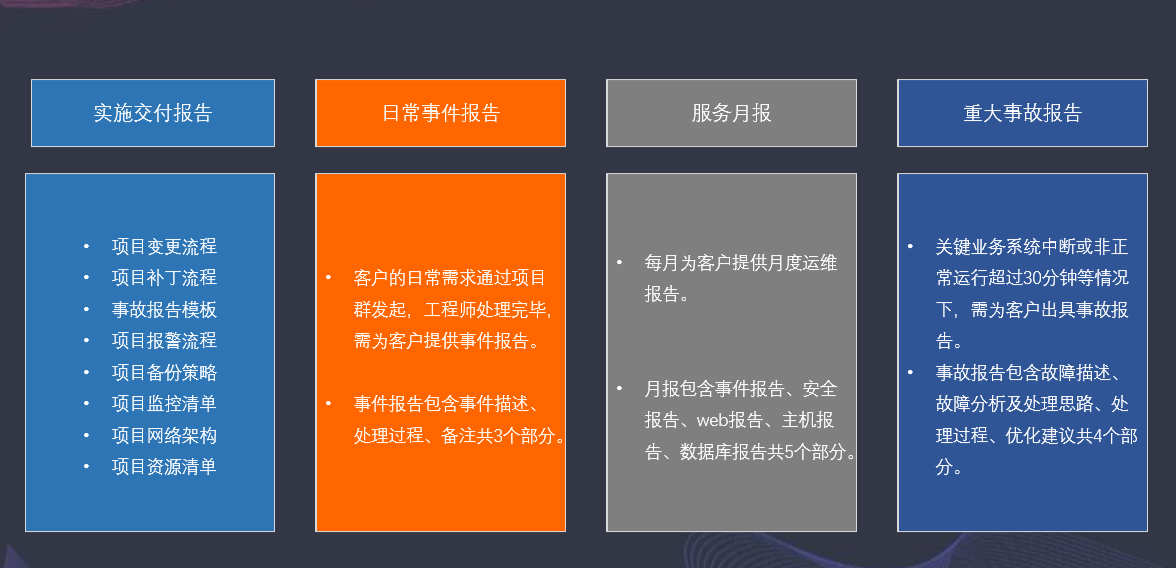 实施交付报告
• 项目变更流程
• 项目补丁流程
• 事故报告模板
• 项目报警流程
• 项目备份策略
• 项目监控清单
• 项目网络架构
• 项目资源清单
日常事件报告
• 客户的日常需求通过项目
群发起，工程师处理完毕，
需为客户提供事件报告。
• 事件报告包含事件描述、
处理过程、备注共3个部分。
服务月报
• 每月为客户提供月度运维
报告。
• 月报包含事件报告、安全
报告、web报告、主机报
告、数据库报告共5个部分。
重大事故报告
• 关键业务系统中断或非正
常运行超过30分钟等情况
下，需为客户出具事故报
告。
• 事故报告包含故障描述、
故障分析及处理思路、处
理过程、优化建议共4个部
分。